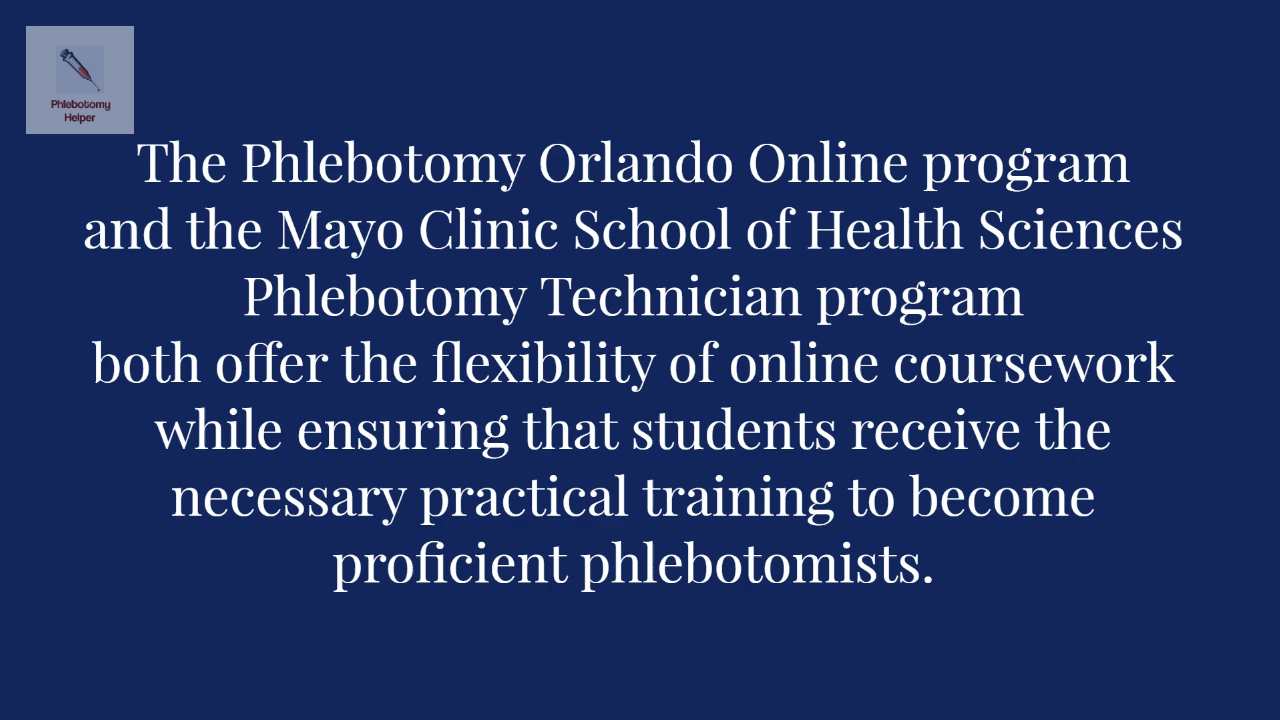 Phlebotomy
Helper
The Phlebotomy Orlando Online program
and the Mayo Clinic School of Health Sciences
Phlebotomy Technician program
both offer the flexibility of online coursework
while ensuring that students receive the
necessary practical training to become
proficient phlebotomists.